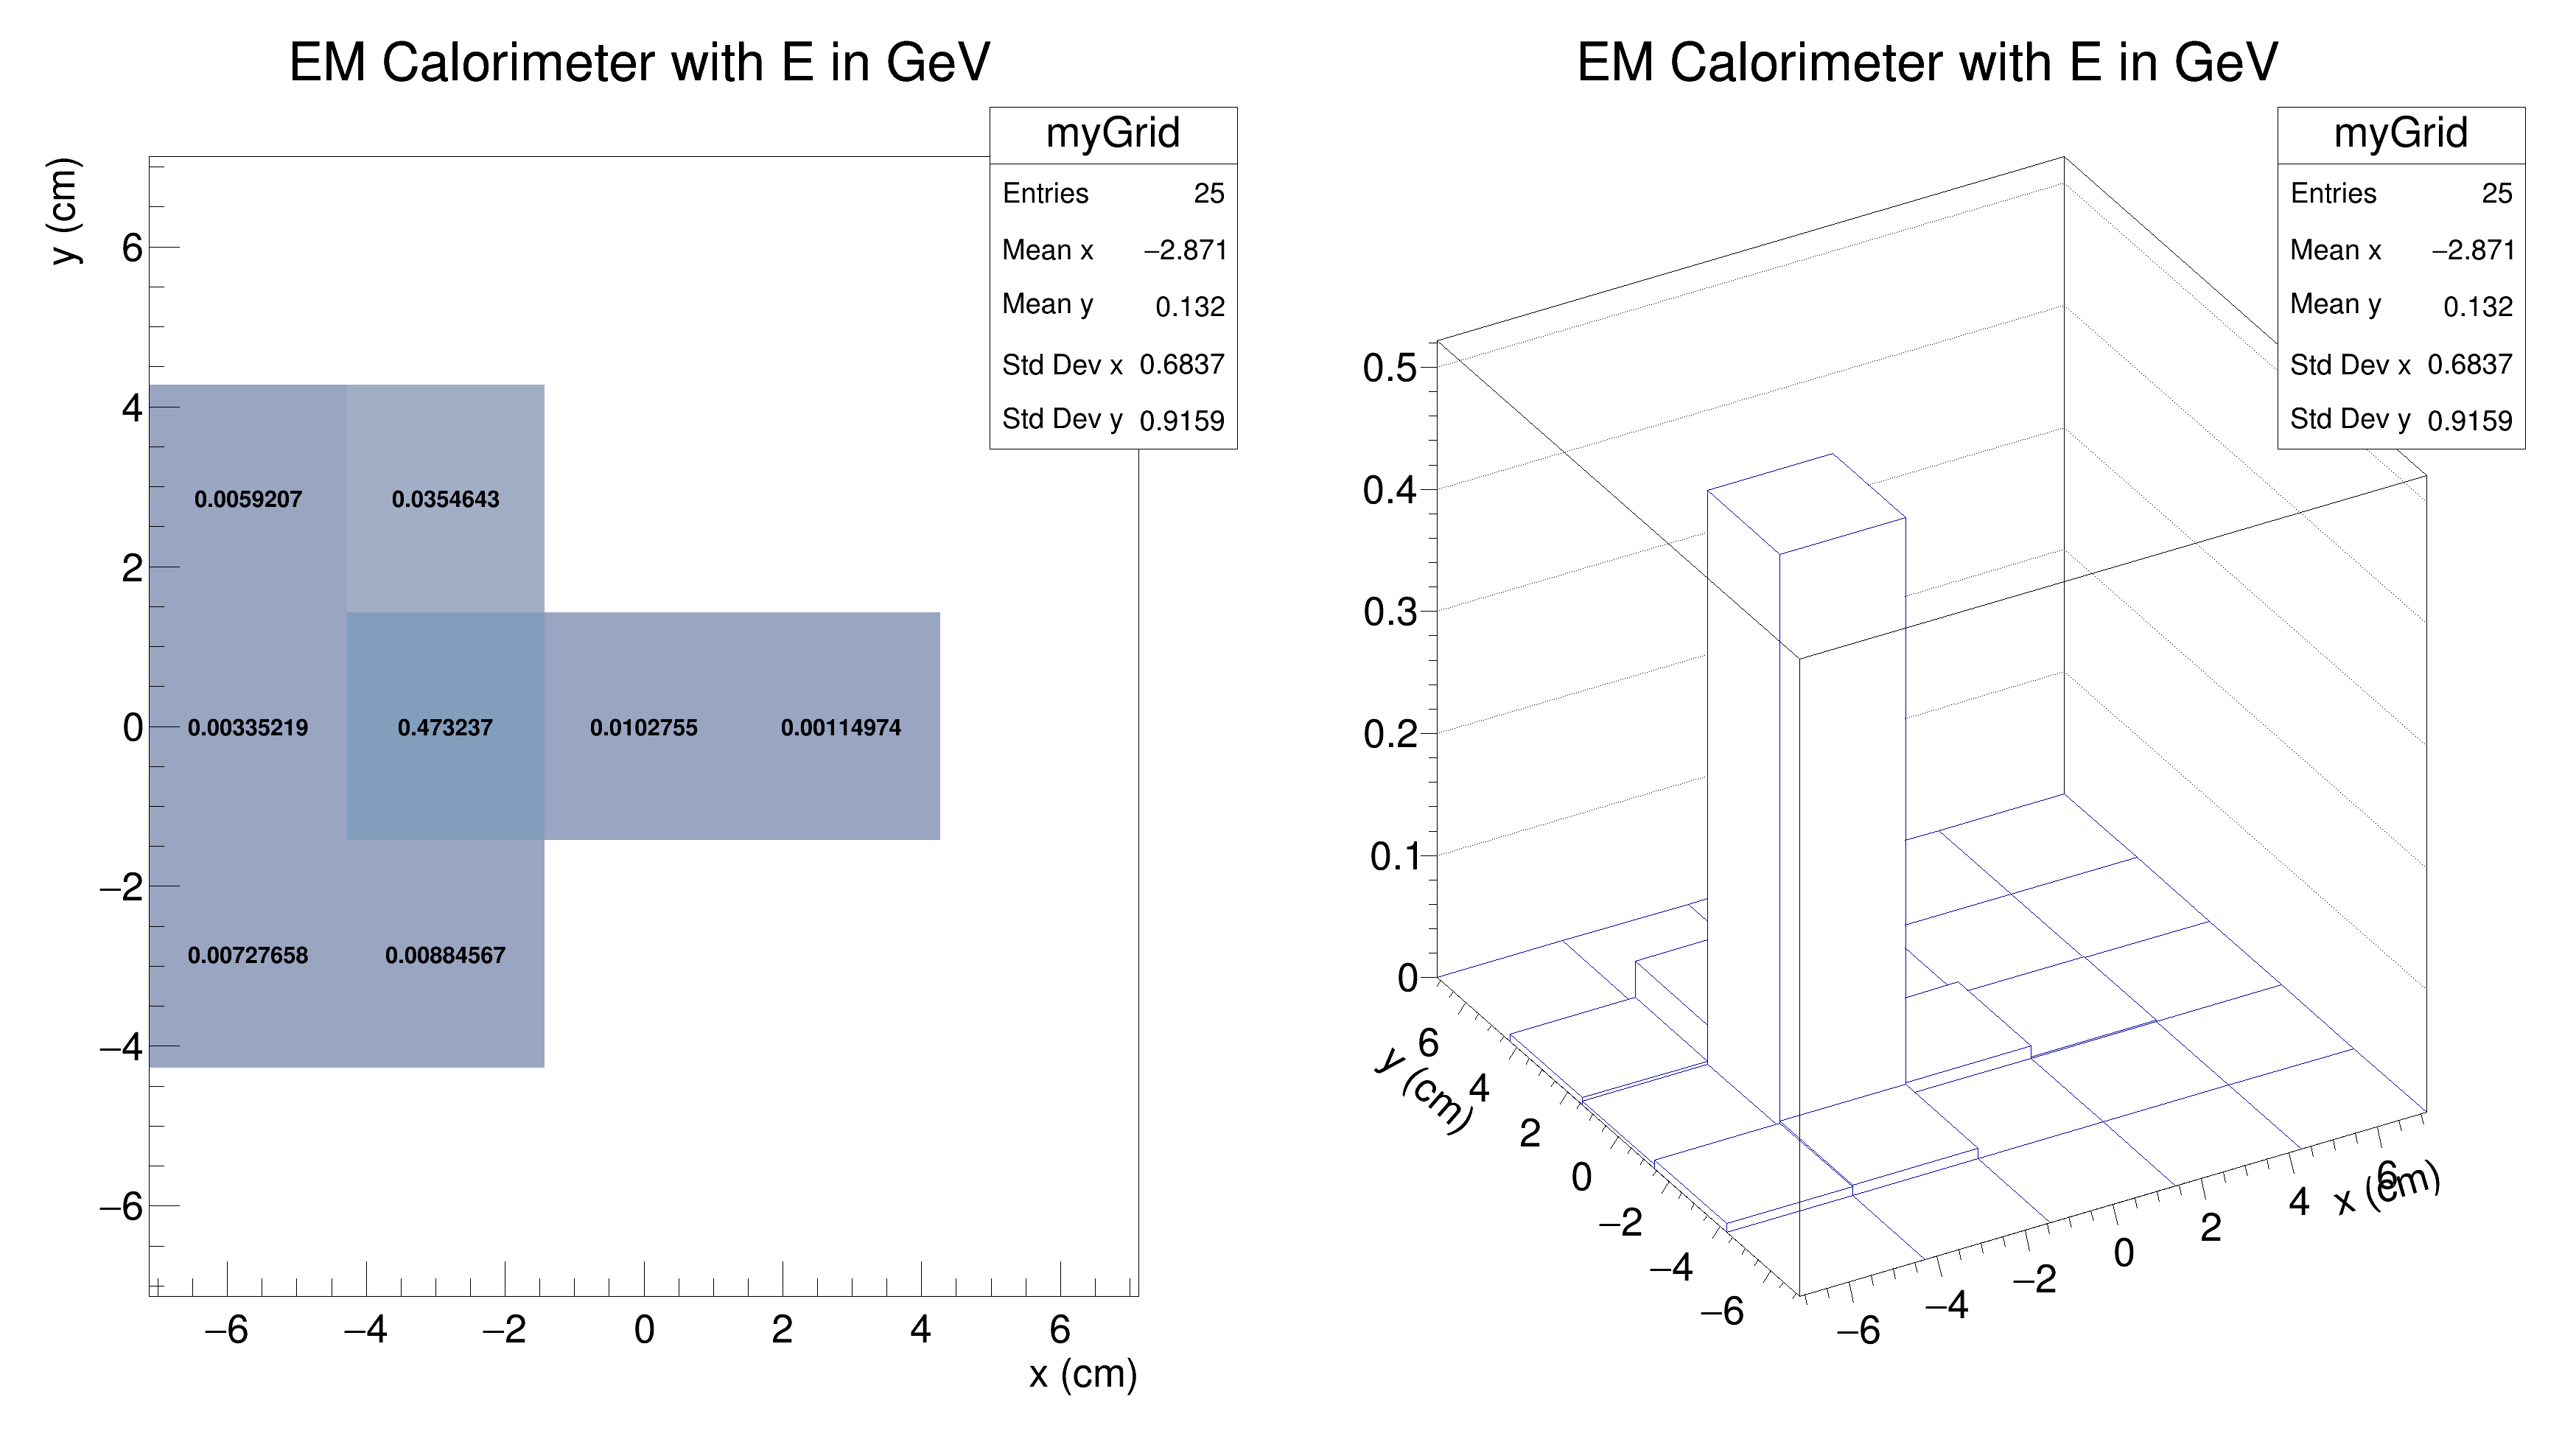 EM Calorimeter with E in GeV
myGrid
Entries 25
Mean x −2.871
Mean y 0.132
Std Dev x 0.6837
Std Dev y 0.9159
y (cm)
6
4
2
0
−2
−4
−6
0.0059207 0.0354643
0.00335219 0.473237 0.0102755 0.00114974
0.00727658 0.00884567
−6 −4 −2 0 2 4 6
x (cm)
EM Calorimeter with E in GeV
myGrid
Entries 25
Mean x −2.871
Mean y 0.132
Std Dev x 0.6837
Std Dev y 0.9159
0.5
0.4
0.3
0.2
0.1
0
6
4
2
0
−2
−4
−6
y (cm)
−6
−4
−2
0
2
4
6
x (cm)